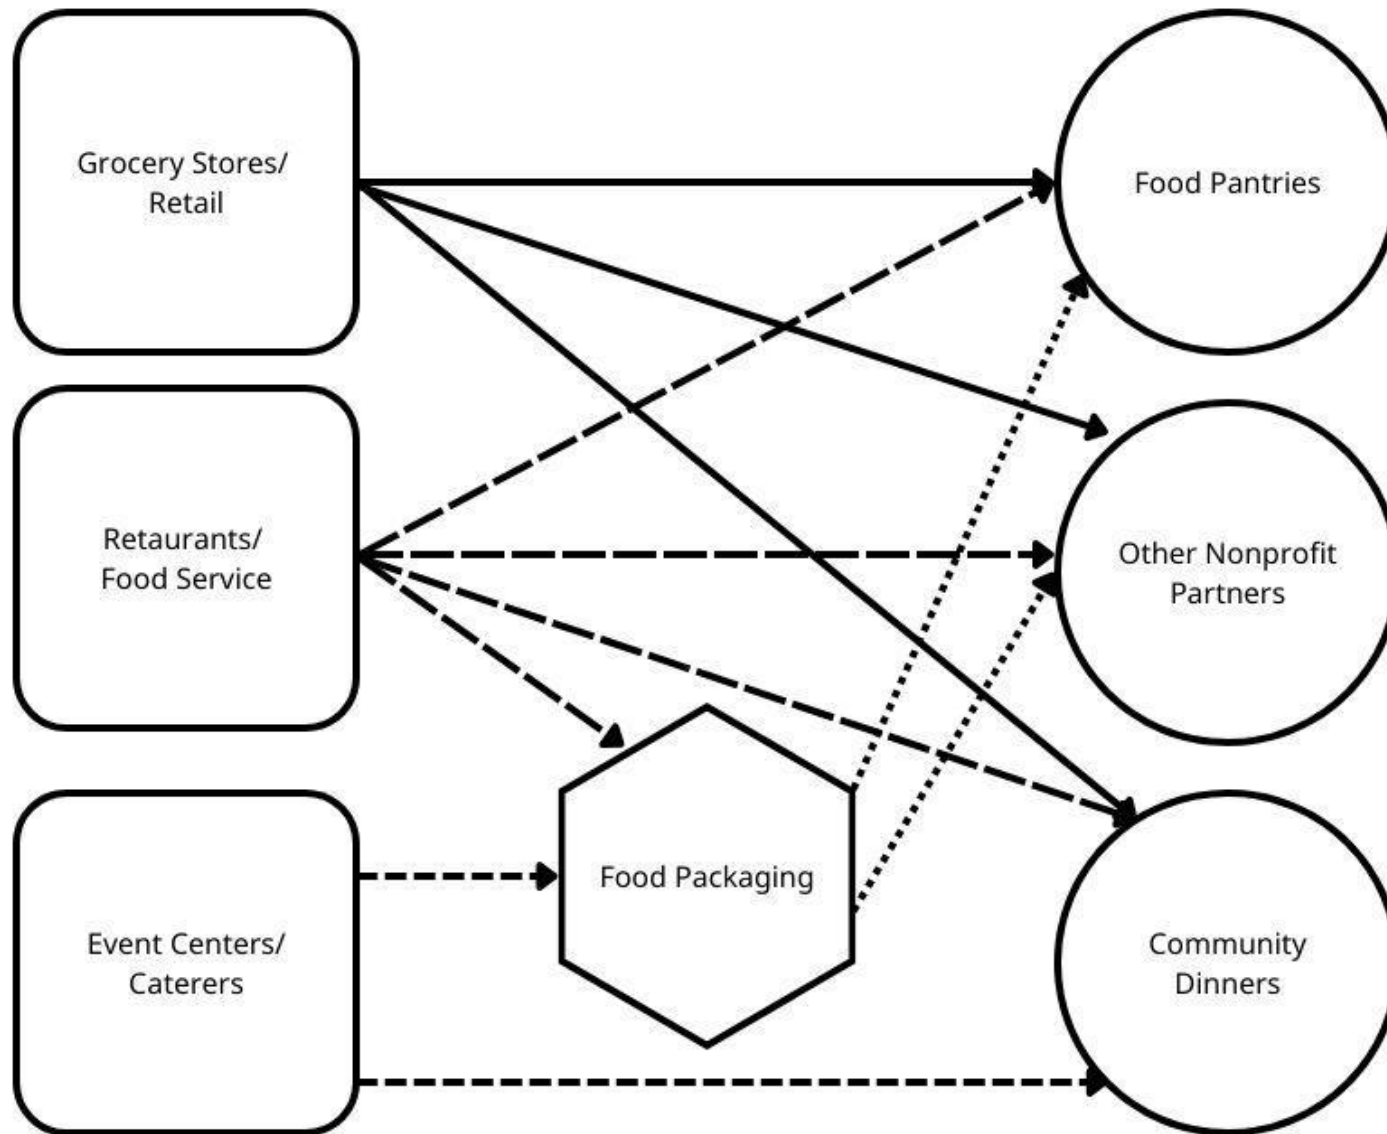 Grocery Stores/
Retail
Food Pantries
Retaurants/
Food Service
Other Nonprofit
Partners
Food Packaging
Event Centers/
Caterers
Community
Dinners